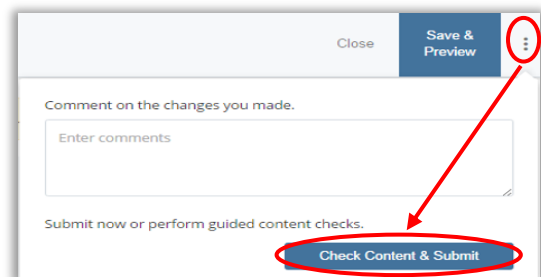 Close
Save &
Preview
Comment on the changes you made.
Enter comments
Submit now or perform guided content checks.
Check Content & Submit